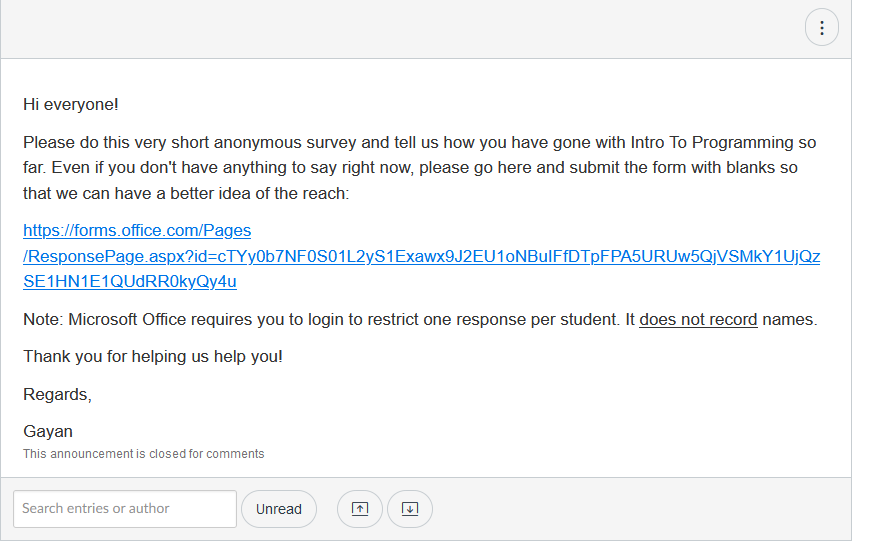 Hi everyone!
Please do this very short anonymous survey and tell us how you have gone with Intro To Programming so
far. Even if you don't have anything to say right now, please go here and submit the form with blanks so
that we can have a better idea of the reach:
https://forms.office.com/Pages
/ResponsePage.aspx?id=cTYy0b7NF0S01L2yS1Exawx9J2EU1oNBulFfDTpFPA5URUw5QjVSMkY1UjQz
SE1HN1E1QUdRR0kyQy4u
Note: Microsoft Office requires you to login to restrict one response per student. It does not record names.
Thank you for helping us help you!
Regards,
Gayan
This announcement is closed for comments
Search entries or author
Unread